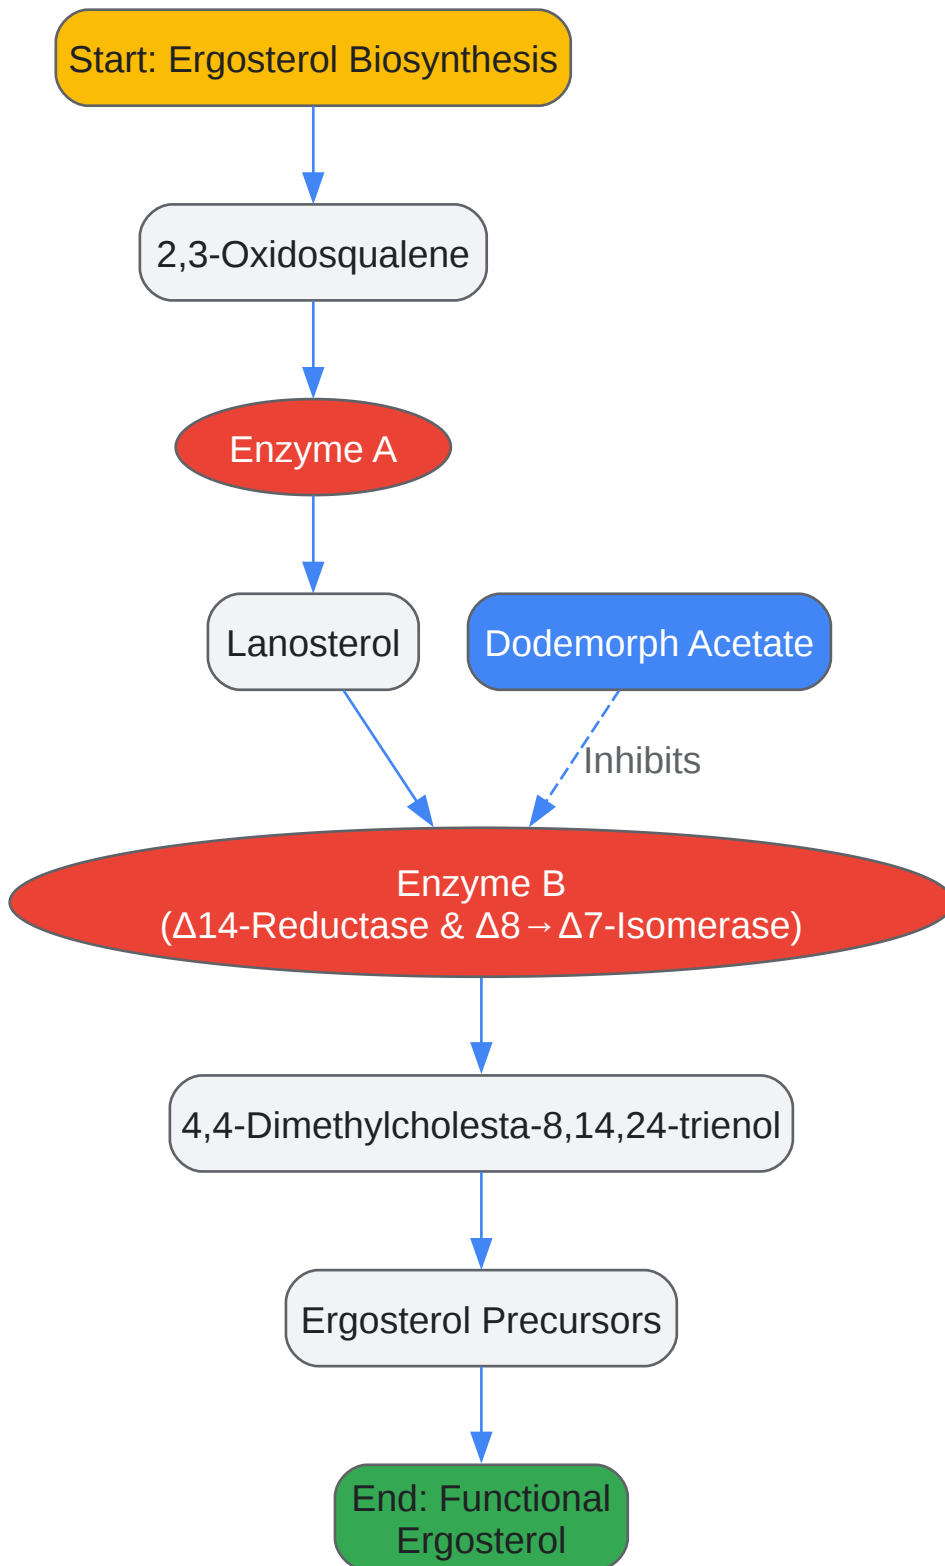 Start: Ergosterol Biosynthesis
2,3-Oxidosqualene
Enzyme A
Lanosterol
Dodemorph Acetate
Inhibits
Enzyme B
(Δ14-Reductase & Δ8→Δ7-Isomerase)
4,4-Dimethylcholesta-8,14,24-trienol
Ergosterol Precursors
End: Functional
Ergosterol